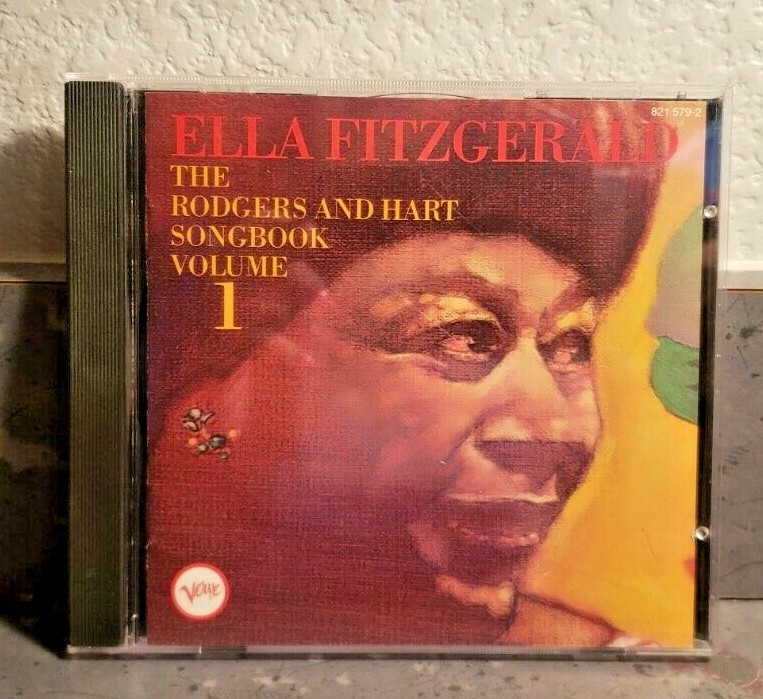 821 579-2
ELLA FITZGERALD
THE
RODGERS AND HART
SONGBOOK
VOLUME
1
Verve